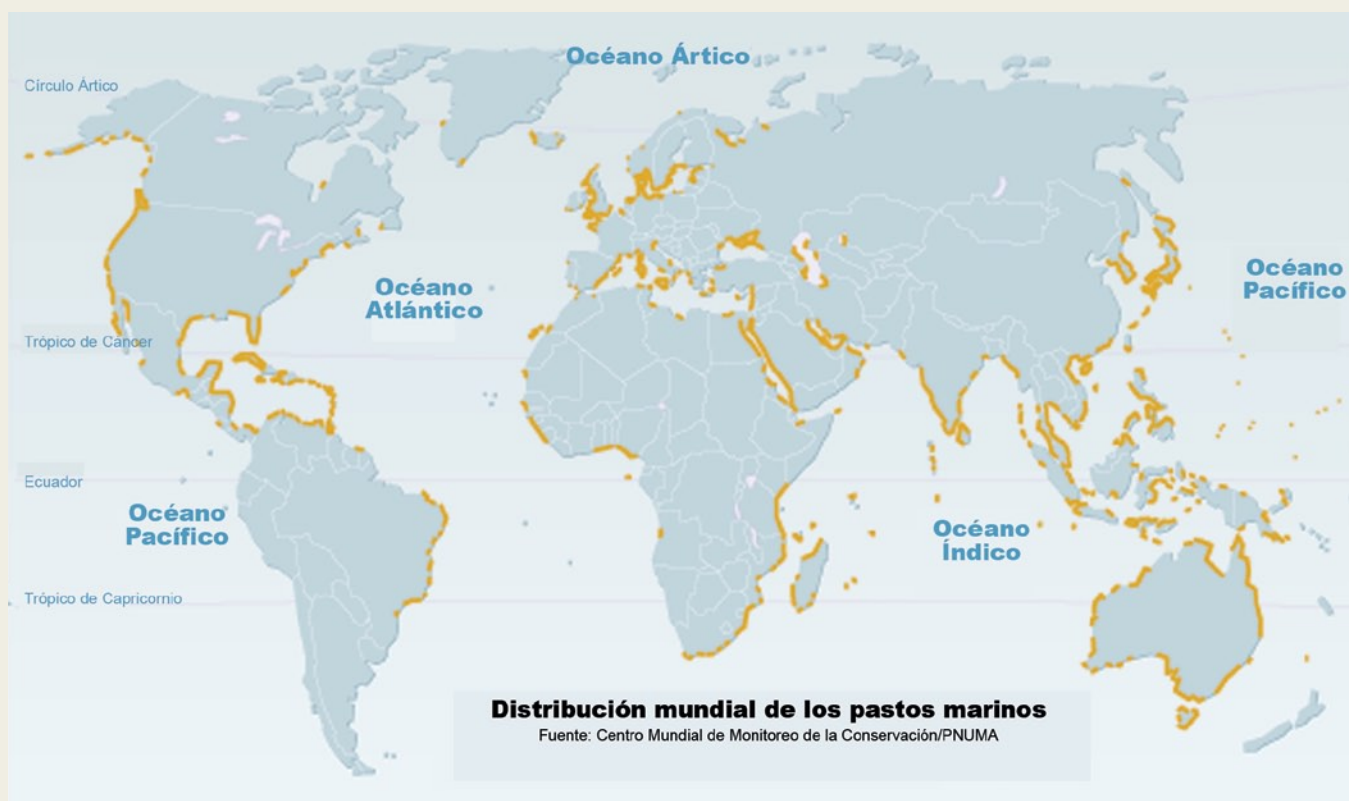 Océano Ártico
Círculo Ártico
Océano
Atlántico
Océano
Pacífico
Trópico de Cáncer
Ecuador
Océano
Pacífico
Océano
Índico
Trópico de Capricornio
Distribución mundial de los pastos marinos
Fuente: Centro Mundial de Monitoreo de la Conservación/PNUMA